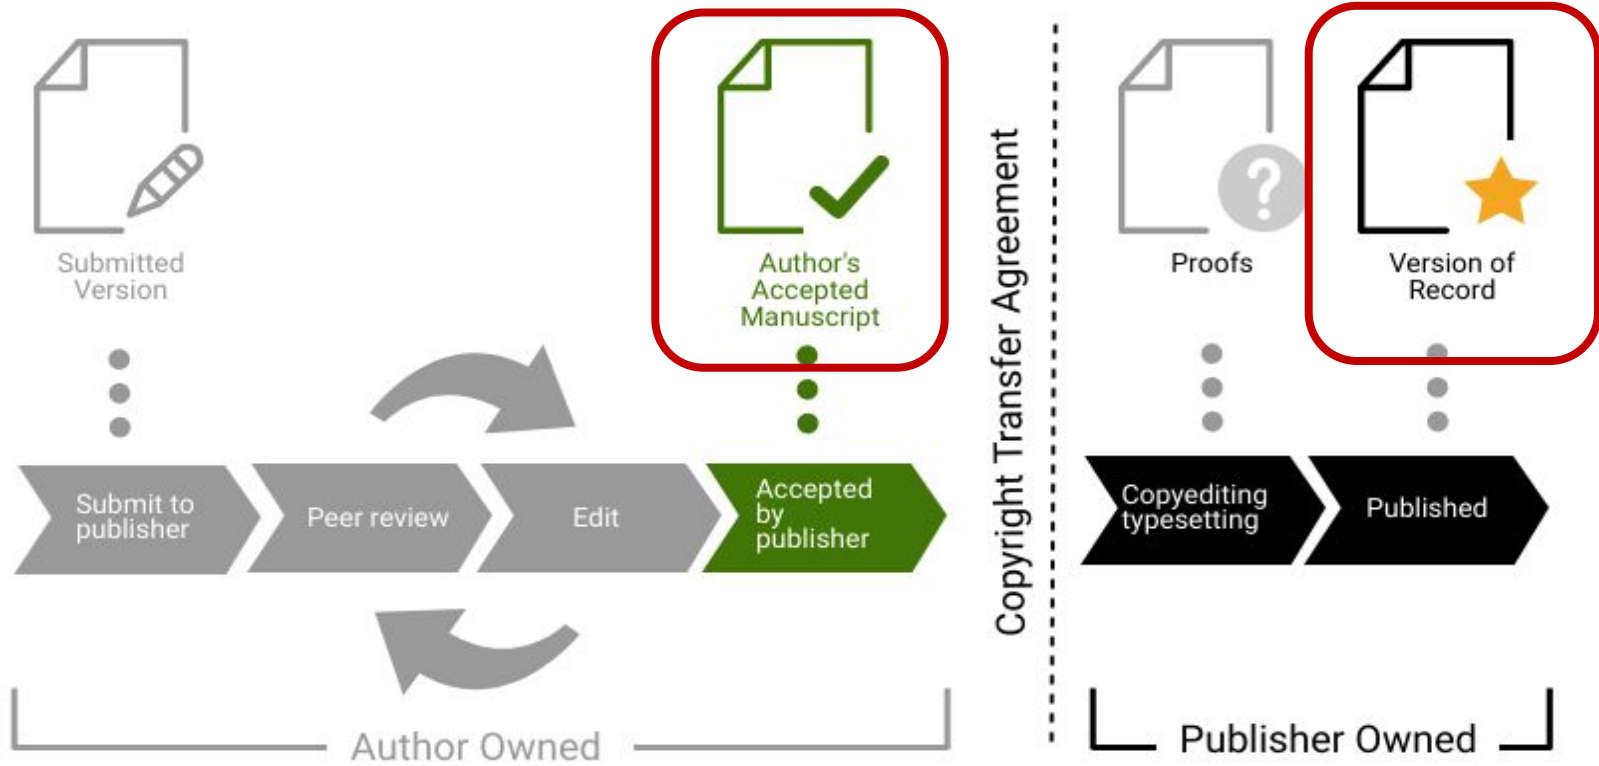 Submitted
Version
Author's
Accepted
Manuscript
Copyright Transfer Agreement
?
Proofs
Version of
Record
Submit to
publisher
Peer review
Edit
Accepted
by
publisher
Copyediting
typesetting
Published
Author Owned
Publisher Owned